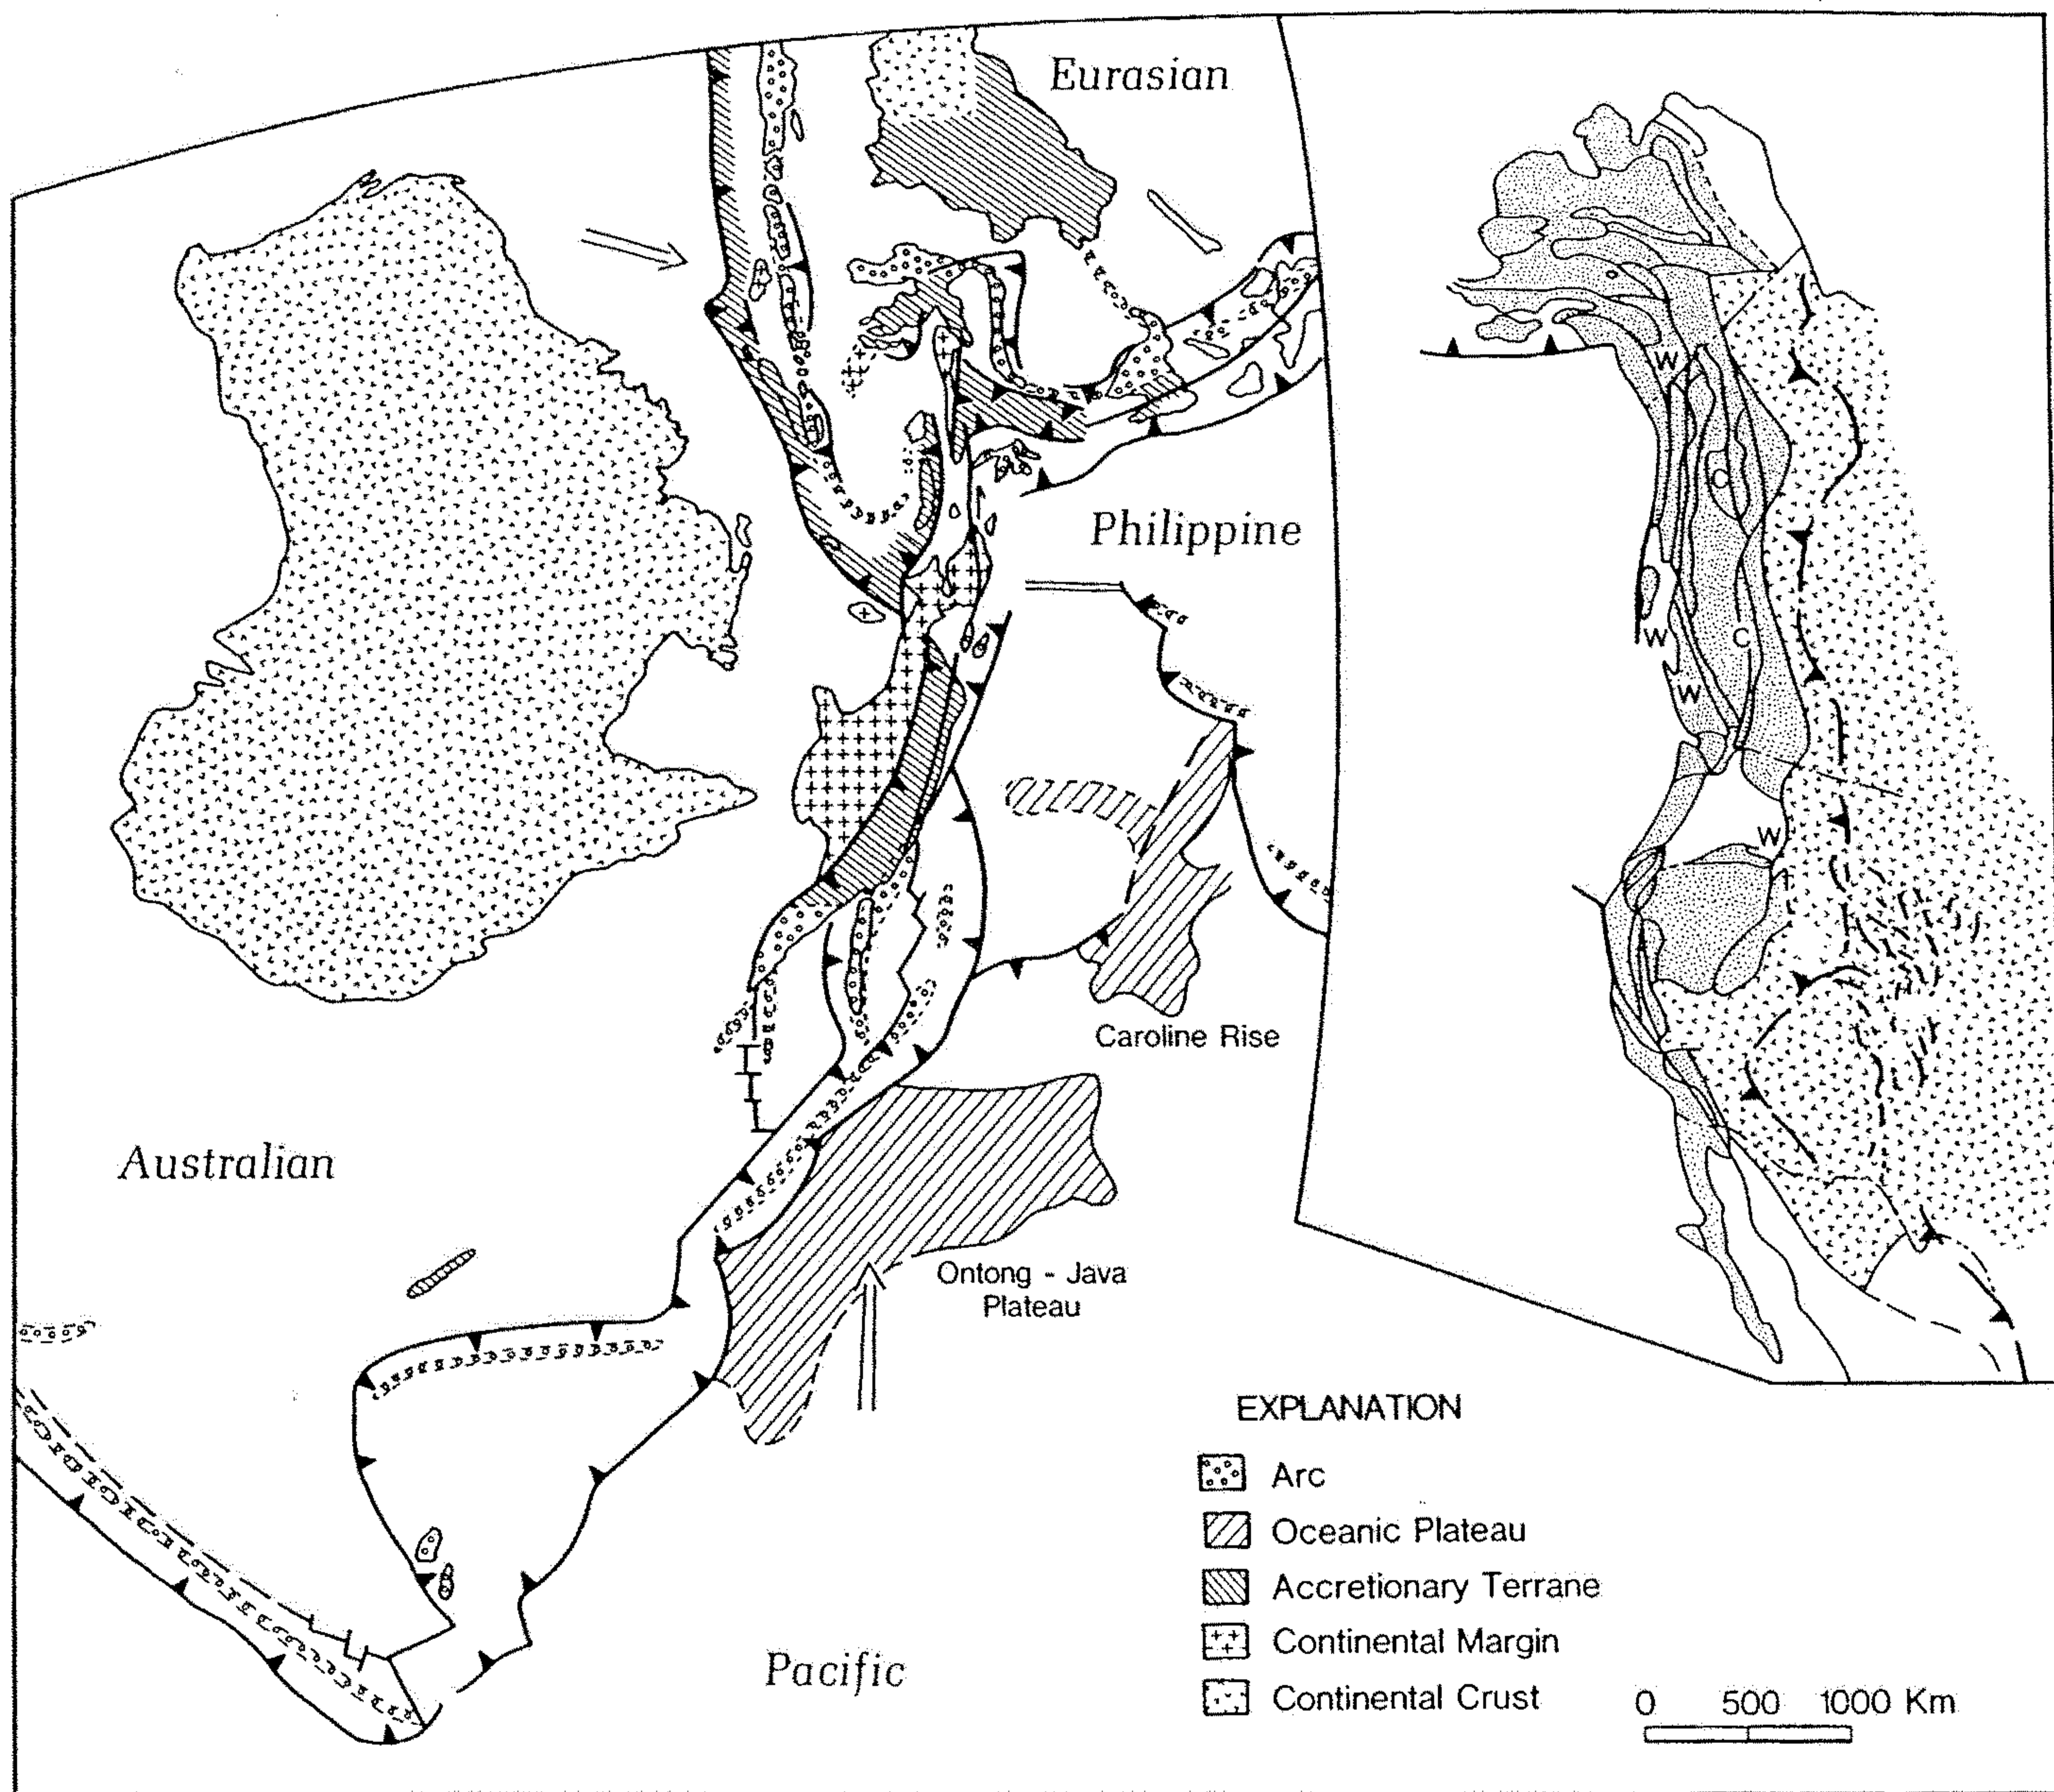 Eurasian
Philippine
Caroline Rise
Australian
Ontong - Java
Plateau
Pacific
W
C
W
C
W
W
EXPLANATION
Arc
Oceanic Plateau
Accretionary Terrane
Continental Margin
Continental Crust
0 500 1000 Km